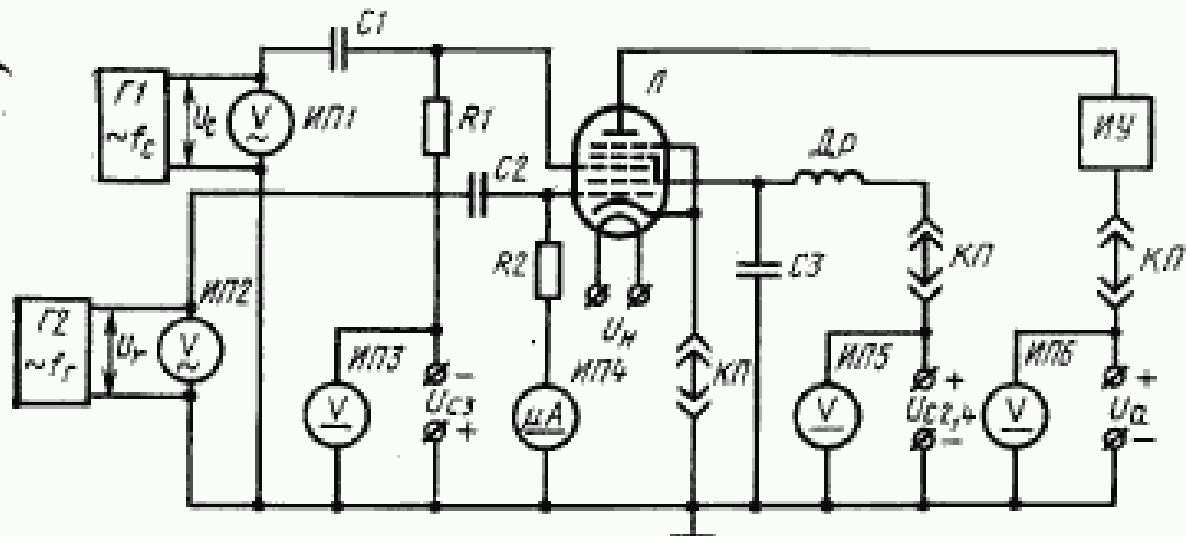 C1
Г1
~fc
Uc
V
~
ИП1
R1
Л
ИУ
C2
ДР
R2
C3
КП
КП
Г2
~fг
Uг
ИП2
V
~
Uн
ИП3
V
−
Uc3
+
ИП4
μA
КП
ИП5
V
+
Uc2,4
−
ИП6
V
+
Ua
−